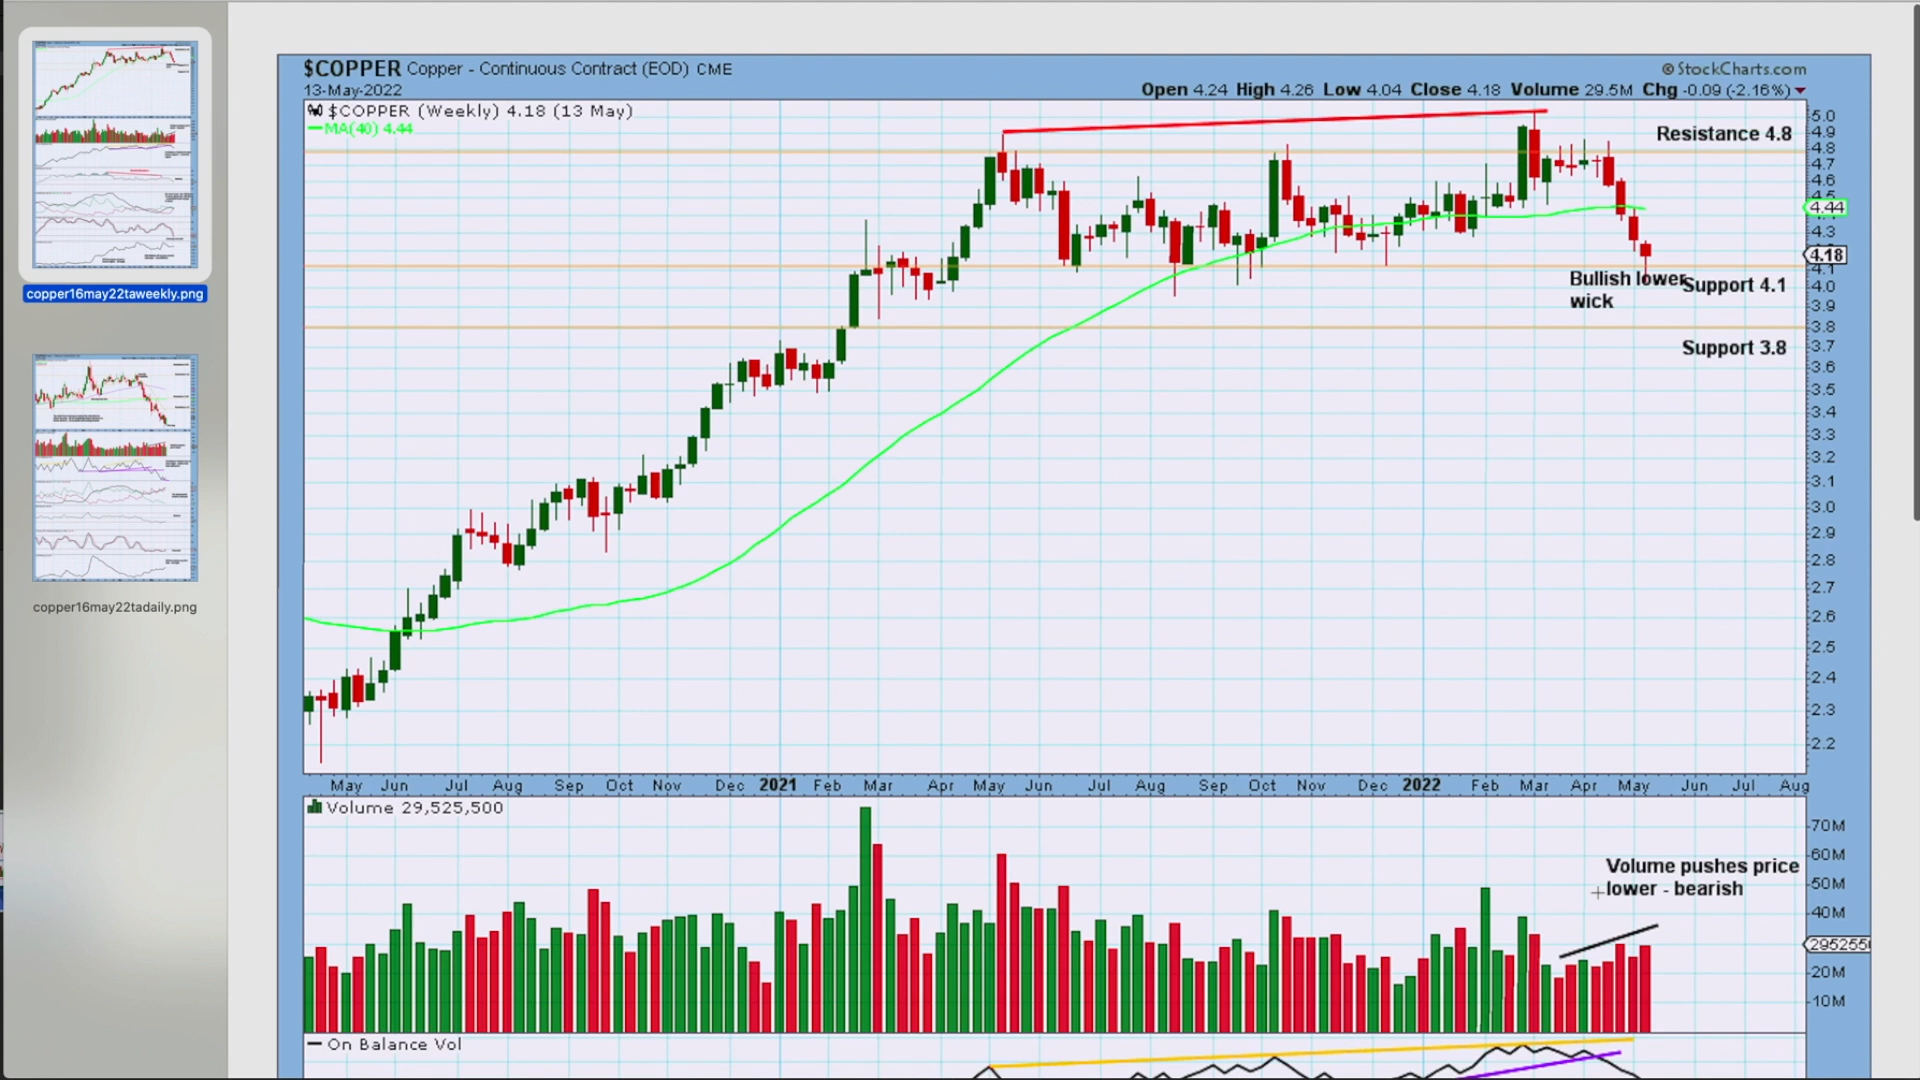 copper16may22taweekly.png
copper16may22tadaily.png
$COPPER Copper - Continuous Contract (EOD) CME
© StockCharts.com
13-May-2022
Open 4.24 High 4.26 Low 4.04 Close 4.18 Volume 29.5M Chg -0.09 (-2.16%)
$COPPER (Weekly) 4.18 (13 May)
MA(40) 4.44
Resistance 4.8
Bullish lower
wick
Support 4.1
Support 3.8
5.0
4.9
4.8
4.7
4.6
4.5
4.44
4.3
4.18
4.1
4.0
3.9
3.8
3.7
3.6
3.5
3.4
3.3
3.2
3.1
3.0
2.9
2.8
2.7
2.6
2.5
2.4
2.3
2.2
May Jun Jul Aug Sep Oct Nov Dec 2021 Feb Mar Apr May Jun Jul Aug Sep Oct Nov Dec 2022 Feb Mar Apr May Jun Jul Aug
Volume 29,525,500
Volume pushes price
lower - bearish
70M
60M
50M
40M
2952550
20M
10M
On Balance Vol